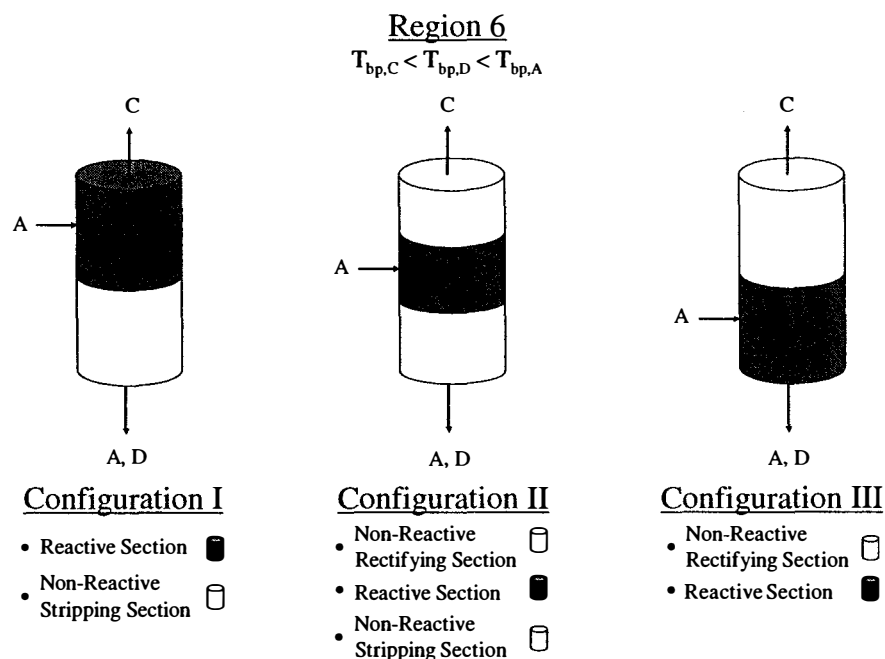 Region 6
T_bp,C < T_bp,D < T_bp,A
C
A
A, D
Configuration I
• Reactive Section
• Non-Reactive
Stripping Section
C
A
A, D
Configuration II
• Non-Reactive
Rectifying Section
• Reactive Section
• Non-Reactive
Stripping Section
C
A
A, D
Configuration III
• Non-Reactive
Rectifying Section
• Reactive Section